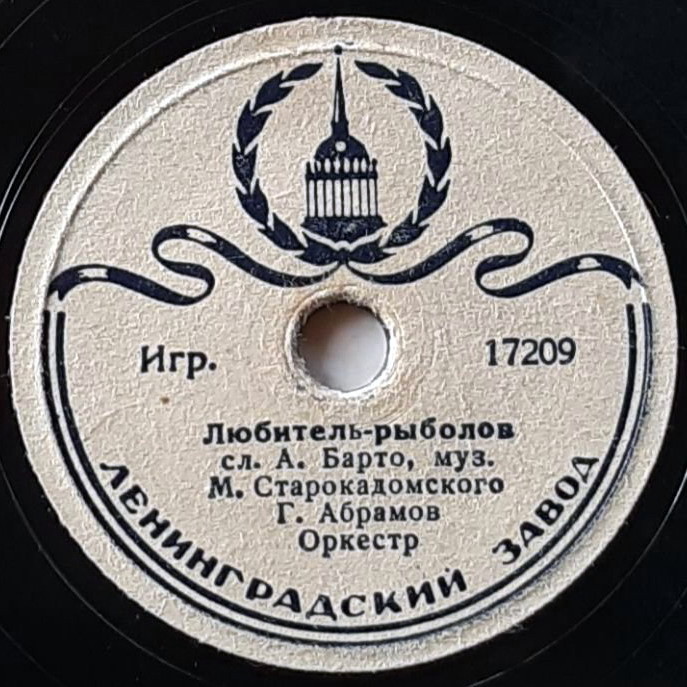 Игр. 17209
Любитель-рыболов
сл. А. Барто, муз.
М. Старокадомского
Г. Абрамов
Оркестр
ЛЕНИНГРАДСКИЙ ЗАВОД